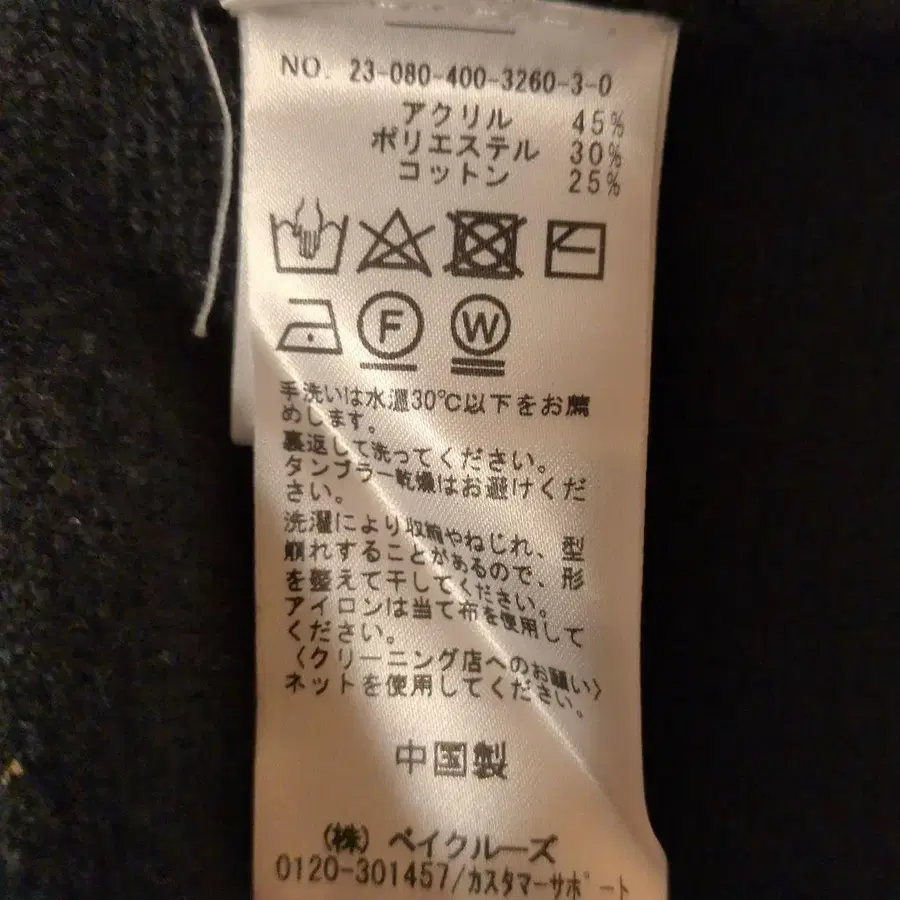 NO. 23-080-400-3260-3-0
アクリル 45%
ポリエステル 30%
コットン 25%
F W
手洗いは水温30℃以下をお薦
めします。
裏返して洗ってください。
タンブラー乾燥はお避けくだ
さい。
洗濯により収縮やねじれ、型
崩れすることがあるので、形
を整えて干してください。
アイロンは当て布を使用して
ください。
〈クリーニング店へのお願い〉
ネットを使用してください。
中国製
(株) ベイクルーズ
0120-301457/カスタマーサポート